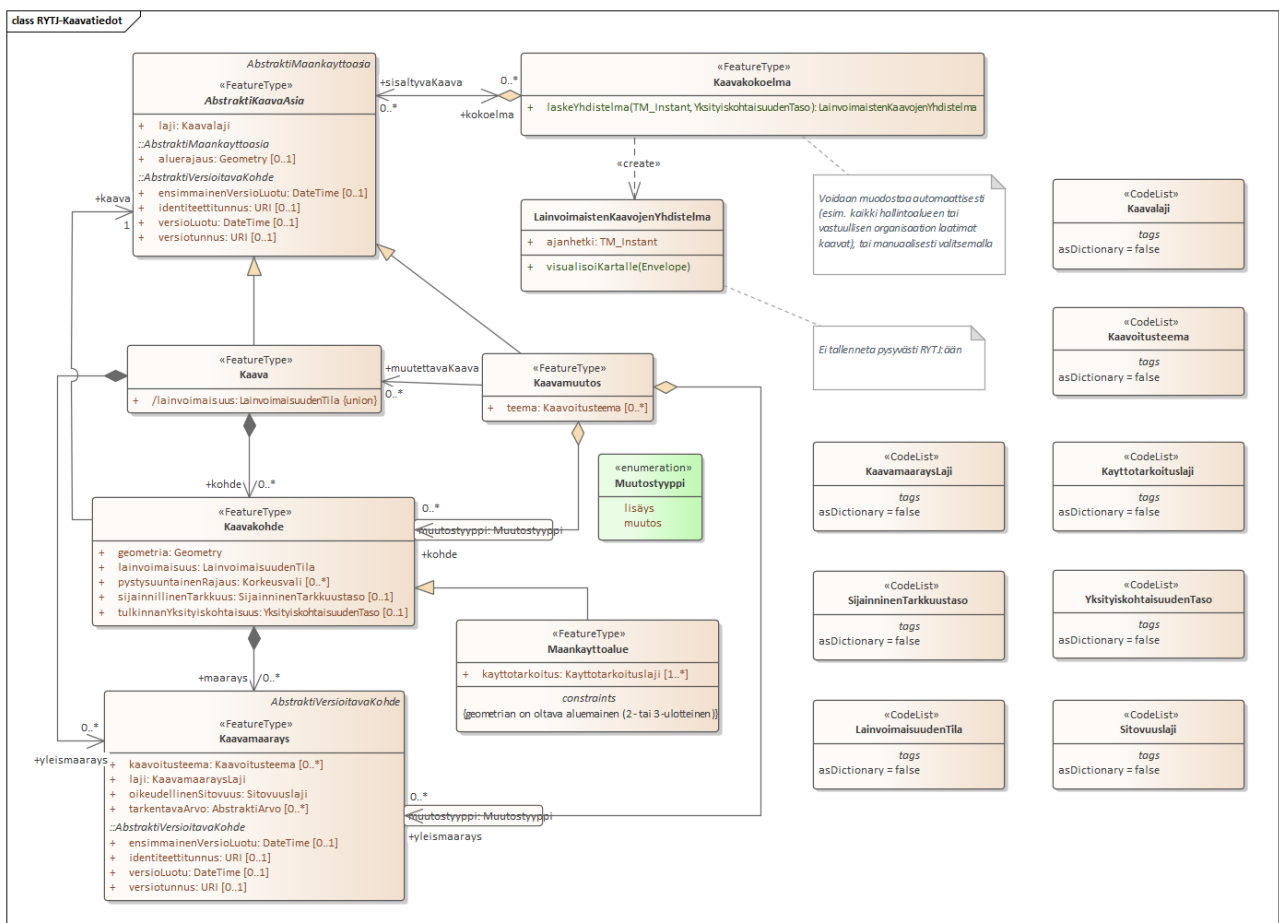 class RYTJ-Kaavatiedot
AbstraktiMaankayttoasia
«FeatureType»
AbstraktiKaavaAsia
+ laji: Kaavalaji
::AbstraktiMaankayttoasia
+ aluerajaus: Geometry [0..1]
::AbstraktiVersioitavaKohde
+ ensimmainenVersioLuotu: DateTime [0..1]
+ identiteettitunnus: URI [0..1]
+ versioLuotu: DateTime [0..1]
+ versiotunnus: URI [0..1]
+sisaltyvaKaava
0..*
0..*
+kokoelma
«FeatureType»
Kaavakokoelma
+ laskeYhdistelma(TM_Instant, YksityiskohtaisuudenTaso): LainvoimaistenKaavojenYhdistelma
«create»
LainvoimaistenKaavojenYhdistelma
+ ajanhetki: TM_Instant
+ visualisoiKartalle(Envelope)
Voidaan muodostaa automaattisesti
(esim. kaikki hallintoalueen tai
vastuullisen organisaation laatimat
kaavat), tai manuaalisesti valitsemalla
Ei tallenneta pysyvästi RYTJ:ään
«CodeList»
Kaavalaji
tags
asDictionary = false
«CodeList»
Kaavoitusteema
tags
asDictionary = false
+kaava
1
«FeatureType»
Kaava
+ /lainvoimaisuus: LainvoimaisuudenTila {union}
+muutettavaKaava
0..*
«FeatureType»
Kaavamuutos
+ teema: Kaavoitusteema [0..*]
«enumeration»
Muutostyyppi
lisäys
muutos
«CodeList»
KaavamaaraysLaji
tags
asDictionary = false
«CodeList»
Kayttotarkoituslaji
tags
asDictionary = false
+kohde
0..*
«FeatureType»
Kaavakohde
+ geometria: Geometry
+ lainvoimaisuus: LainvoimaisuudenTila
+ pystysuuntainenRajaus: Korkeusvali [0..*]
+ sijainnillinenTarkkuus: SijainninenTarkkuustaso [0..1]
+ tulkinnanYksityiskohtaisuus: YksityiskohtaisuudenTaso [0..1]
0..*
muutostyyppi: Muutostyyppi
+kohde
«FeatureType»
Maankayttoalue
+ kayttotarkoitus: Kayttotarkoituslaji [1..*]
constraints
{geometrian on oltava aluemainen (2- tai 3-ulotteinen)}
«CodeList»
SijainninenTarkkuustaso
tags
asDictionary = false
«CodeList»
YksityiskohtaisuudenTaso
tags
asDictionary = false
+maarays
0..*
0..*
+yleismaarays
AbstraktiVersioitavaKohde
«FeatureType»
Kaavamaarays
+ kaavoitusteema: Kaavoitusteema [0..*]
+ laji: KaavamaaraysLaji
+ oikeudellinenSitovuus: Sitovuuslaji
+ tarkentavaArvo: AbstraktiArvo [0..*]
::AbstraktiVersioitavaKohde
+ ensimmainenVersioLuotu: DateTime [0..1]
+ identiteettitunnus: URI [0..1]
+ versioLuotu: DateTime [0..1]
+ versiotunnus: URI [0..1]
0..*
muutostyyppi: Muutostyyppi
+yleismaarays
«CodeList»
LainvoimaisuudenTila
tags
asDictionary = false
«CodeList»
Sitovuuslaji
tags
asDictionary = false